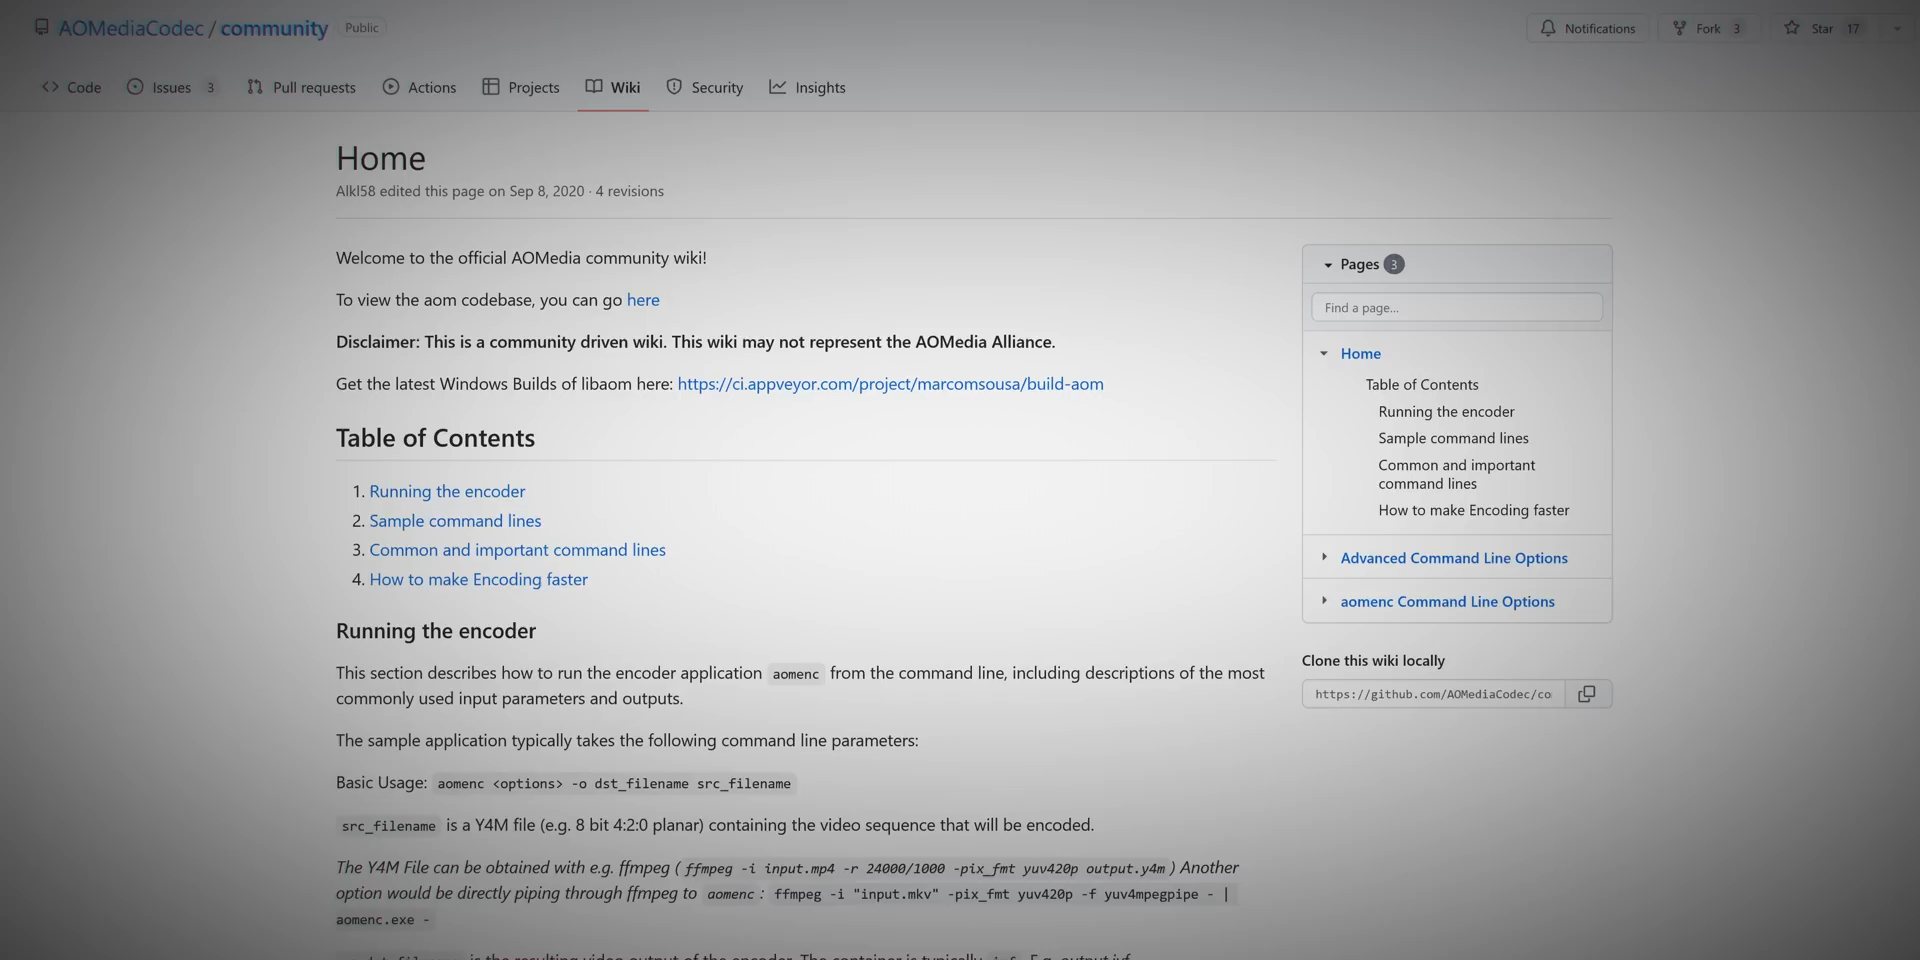 AOMediaCodec / community Public
Notifications Fork 3 Star 17
Code Issues 3 Pull requests Actions Projects Wiki Security Insights
Home
Alkl58 edited this page on Sep 8, 2020 · 4 revisions
Welcome to the official AOMedia community wiki!
To view the aom codebase, you can go here
Disclaimer: This is a community driven wiki. This wiki may not represent the AOMedia Alliance.
Get the latest Windows Builds of libaom here: https://ci.appveyor.com/project/marcomsousa/build-aom
Table of Contents
1. Running the encoder
2. Sample command lines
3. Common and important command lines
4. How to make Encoding faster
Running the encoder
This section describes how to run the encoder application aomenc from the command line, including descriptions of the most
commonly used input parameters and outputs.
The sample application typically takes the following command line parameters:
Basic Usage: aomenc <options> -o dst_filename src_filename
src_filename is a Y4M file (e.g. 8 bit 4:2:0 planar) containing the video sequence that will be encoded.
The Y4M File can be obtained with e.g. ffmpeg ( ffmpeg -i input.mp4 -r 24000/1000 -pix_fmt yuv420p output.y4m ) Another
option would be directly piping through ffmpeg to aomenc : ffmpeg -i "input.mkv" -pix_fmt yuv420p -f yuv4mpegpipe - |
aomenc.exe -
is the resulting video output of the encoder. The container is typically
Pages 3
Find a page...
Home
Table of Contents
Running the encoder
Sample command lines
Common and important
command lines
How to make Encoding faster
Advanced Command Line Options
aomenc Command Line Options
Clone this wiki locally
https://github.com/AOMediaCodec/co